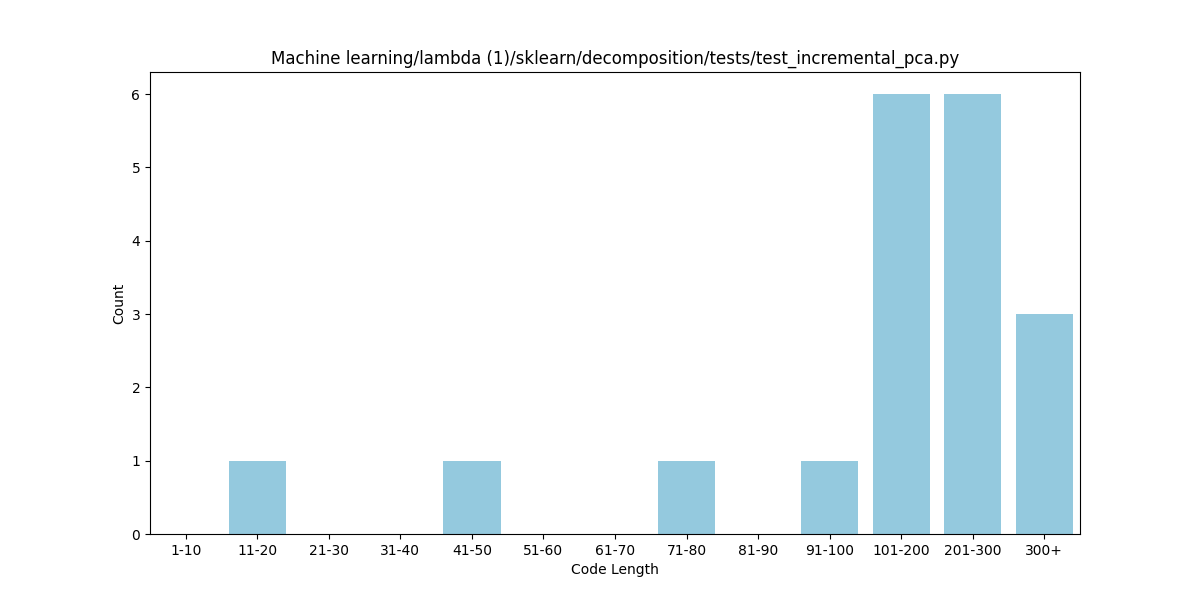 Machine learning/lambda (1)/sklearn/decomposition/tests/test_incremental_pca.py
6
5
4
3
2
1
0
Count
1-10 11-20 21-30 31-40 41-50 51-60 61-70 71-80 81-90 91-100 101-200 201-300 300+
Code Length